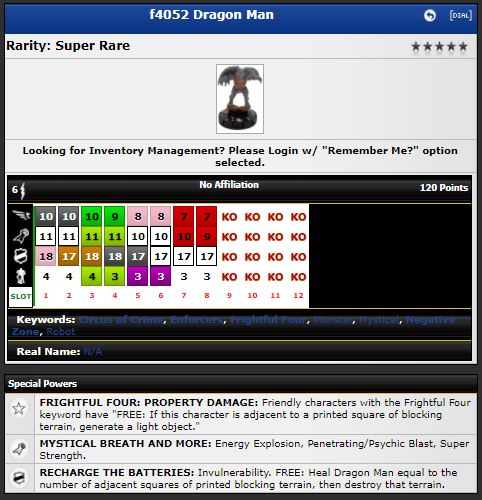 f4052 Dragon Man
[DIAL]
Rarity: Super Rare
Looking for Inventory Management? Please Login w/ "Remember Me?" option
selected.
6 No Affiliation 120 Points
10 10 10 9 8 8 7 7 KO KO KO KO
11 11 11 11 10 10 10 9 KO KO KO KO
18 17 18 18 17 17 17 17 KO KO KO KO
4 4 4 3 3 3 3 3 KO KO KO KO
SLOT 1 2 3 4 5 6 7 8 9 10 11 12
Keywords: Circus of Crime, Enforcers, Frightful Four, Monster, Mystical, Negative
Zone, Robot
Real Name: N/A
Special Powers
FRIGHTFUL FOUR: PROPERTY DAMAGE: Friendly characters with the Frightful Four
keyword have "FREE: If this character is adjacent to a printed square of blocking
terrain, generate a light object."
MYSTICAL BREATH AND MORE: Energy Explosion, Penetrating/Psychic Blast, Super
Strength.
RECHARGE THE BATTERIES: Invulnerability. FREE: Heal Dragon Man equal to the
number of adjacent squares of printed blocking terrain, then destroy that terrain.